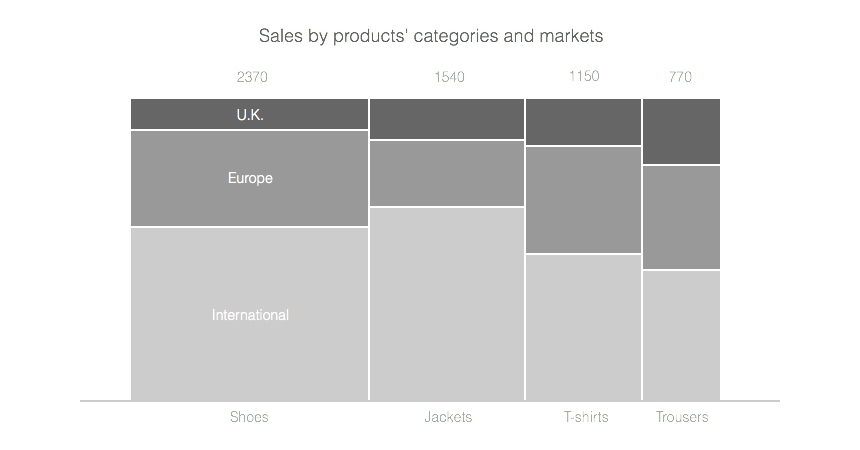 Sales by products' categories and markets
2370 1540 1150 770
U.K.
Europe
International
Shoes Jackets T-shirts Trousers